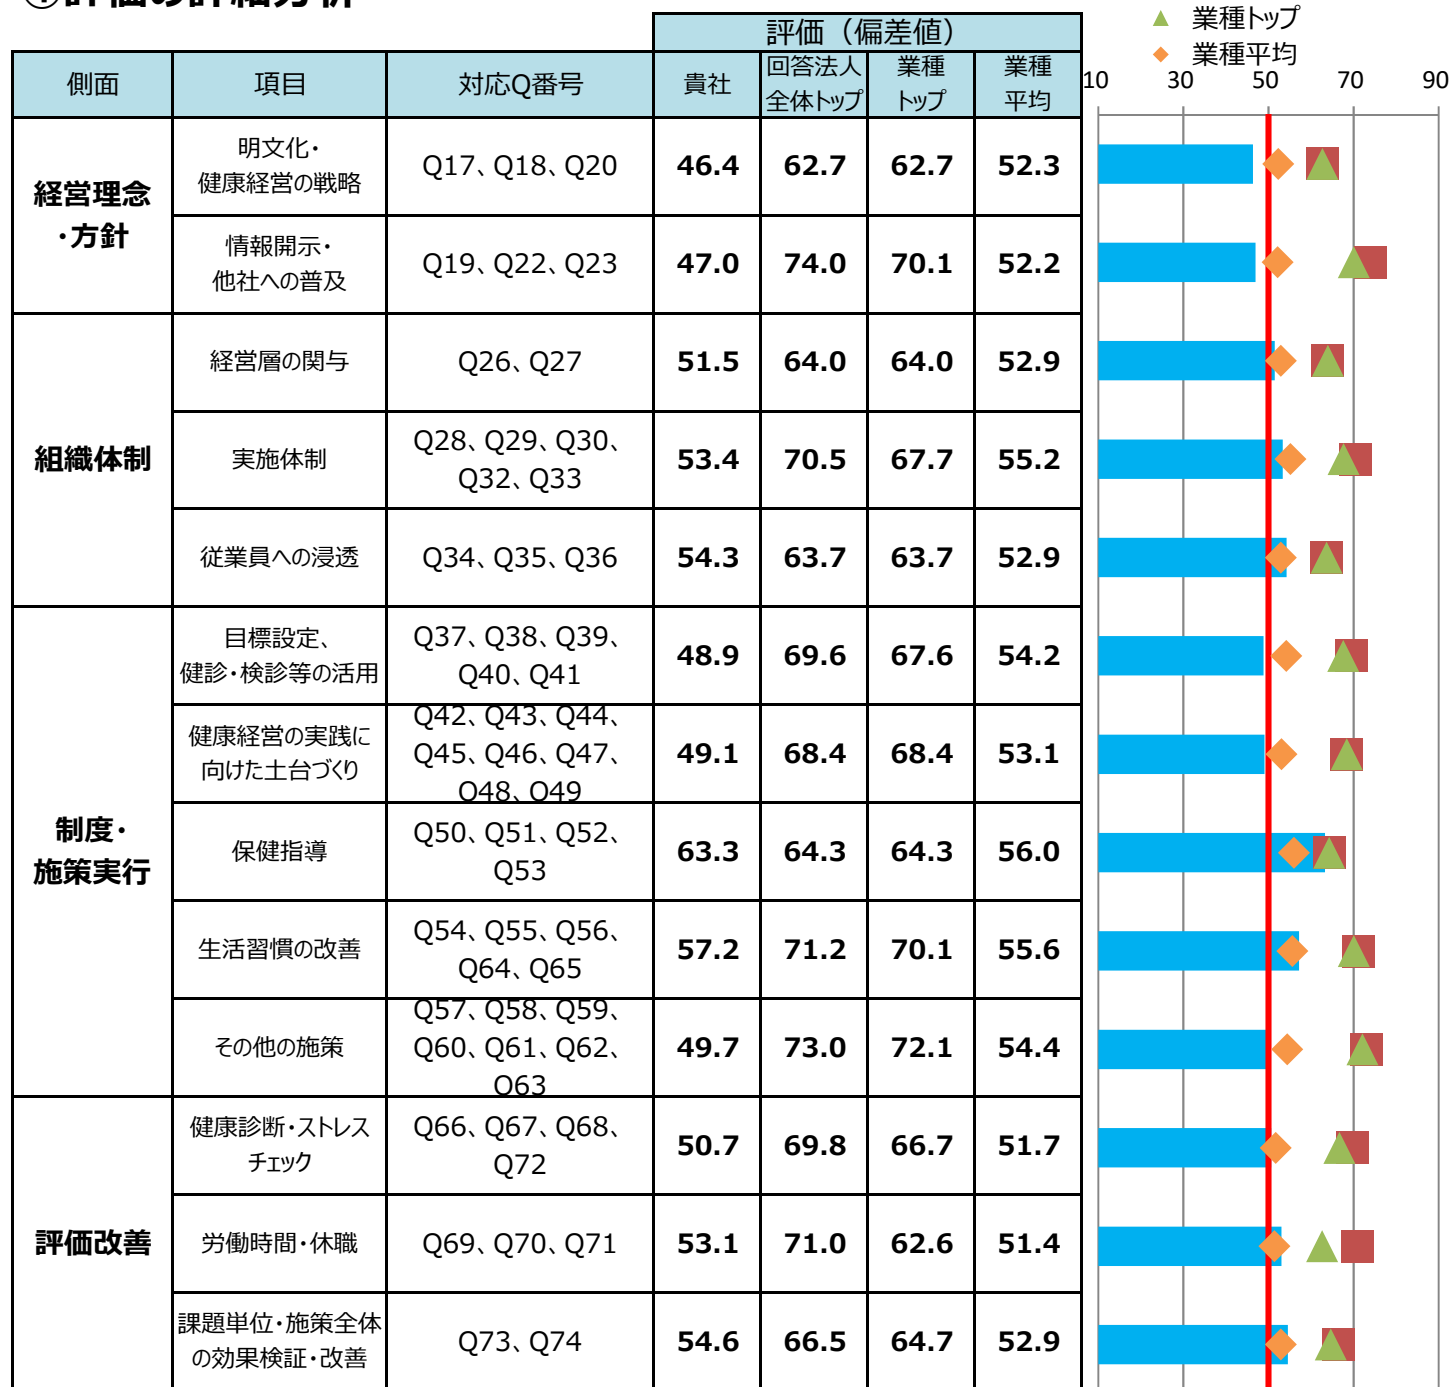 ①評価の詳細分析
▲ 業種トップ
◆ 業種平均
評価（偏差値）
側面 項目 対応Q番号 貴社 回答法人 業種 業種
全体トップ トップ 平均
10 30 50 70 90
経営理念
・方針
明文化・
健康経営の戦略
Q17、Q18、Q20 46.4 62.7 62.7 52.3
情報開示・
他社への普及
Q19、Q22、Q23 47.0 74.0 70.1 52.2
組織体制
経営層の関与 Q26、Q27 51.5 64.0 64.0 52.9
実施体制
Q28、Q29、Q30、
Q32、Q33
53.4 70.5 67.7 55.2
従業員への浸透 Q34、Q35、Q36 54.3 63.7 63.7 52.9
制度・
施策実行
目標設定、
健診・検診等の活用
Q37、Q38、Q39、
Q40、Q41
48.9 69.6 67.6 54.2
健康経営の実践に
向けた土台づくり
Q42、Q43、Q44、
Q45、Q46、Q47、
Q48、Q49
49.1 68.4 68.4 53.1
保健指導
Q50、Q51、Q52、
Q53
63.3 64.3 64.3 56.0
生活習慣の改善
Q54、Q55、Q56、
Q64、Q65
57.2 71.2 70.1 55.6
その他の施策
Q57、Q58、Q59、
Q60、Q61、Q62、
Q63
49.7 73.0 72.1 54.4
評価改善
健康診断・ストレス
チェック
Q66、Q67、Q68、
Q72
50.7 69.8 66.7 51.7
労働時間・休職 Q69、Q70、Q71 53.1 71.0 62.6 51.4
課題単位・施策全体
の効果検証・改善
Q73、Q74 54.6 66.5 64.7 52.9